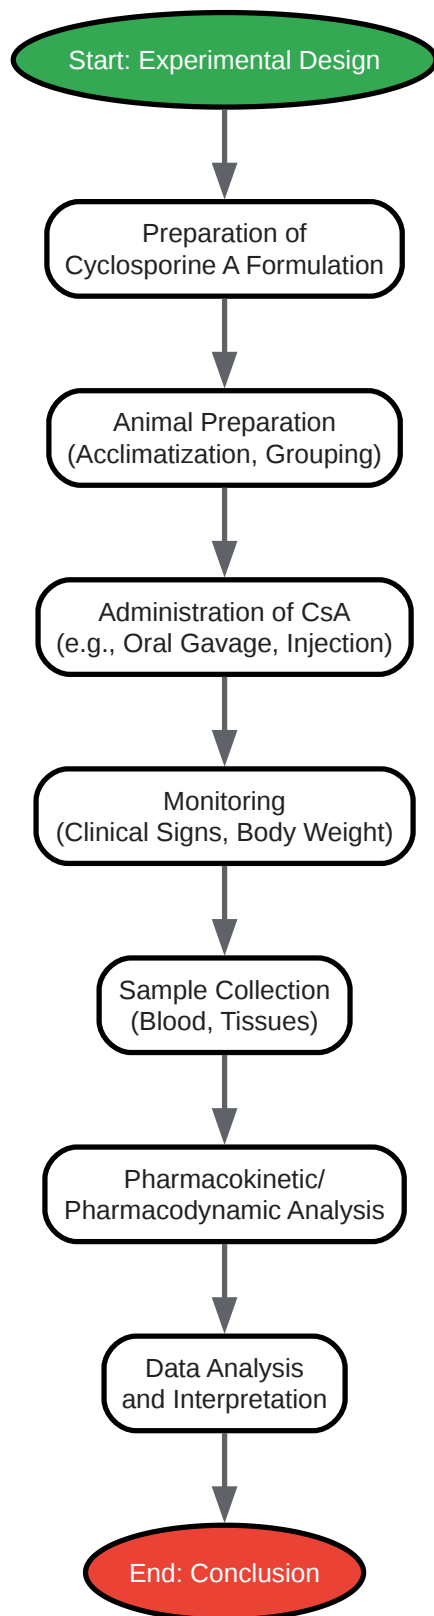 Start: Experimental Design
Preparation of
Cyclosporine A Formulation
Animal Preparation
(Acclimatization, Grouping)
Administration of CsA
(e.g., Oral Gavage, Injection)
Monitoring
(Clinical Signs, Body Weight)
Sample Collection
(Blood, Tissues)
Pharmacokinetic/
Pharmacodynamic Analysis
Data Analysis
and Interpretation
End: Conclusion